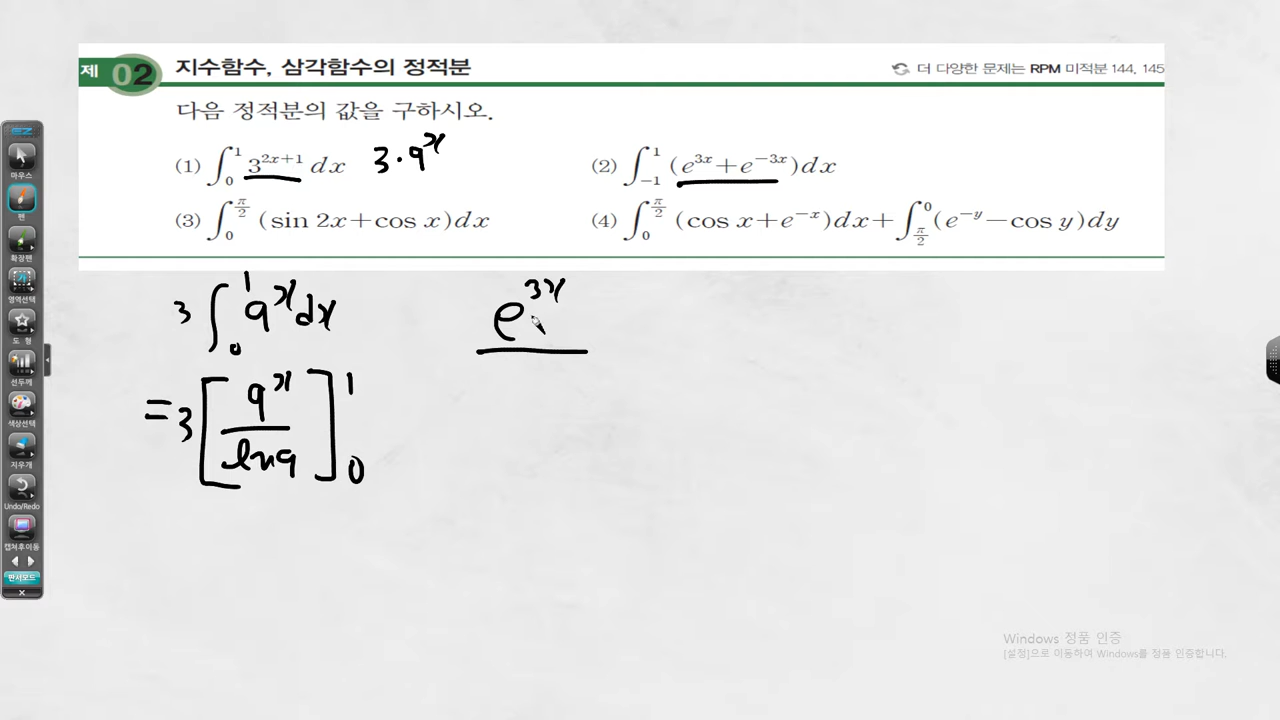 제 02 지수함수, 삼각함수의 정적분 더 다양한 문제는 RPM 미적분 144, 145
다음 정적분의 값을 구하시오.
(1) ∫₀¹ 3^{2x+1} dx 3·9^x (2) ∫₋₁¹ (e^{3x}+e^{-3x})dx
(3) ∫₀^{π/2} (sin 2x+cos x)dx (4) ∫₀^{π/2} (cos x+e^{-x})dx+∫_{π/2}^0 (e^{-y}-cos y)dy
3 ∫₀¹ 9^x dx e^{3x}
=3 [9^x / ln9]₀¹
EZ
마우스
펜
확장펜
영역선택
도 형
선두께
색상선택
지우개
Undo/Redo
캡쳐후이동
판서모드
Windows 정품 인증
[설정]으로 이동하여 Windows를 정품 인증합니다.